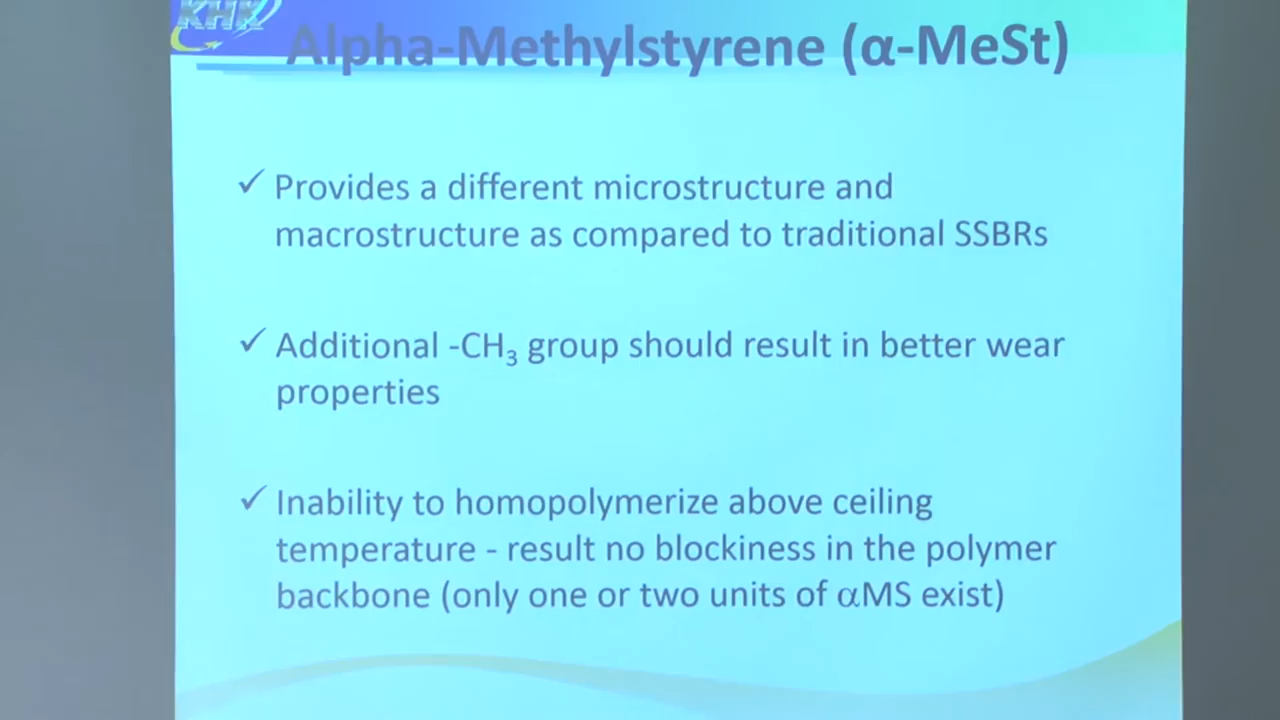 KHK
Alpha-Methylstyrene (α-MeSt)
✓ Provides a different microstructure and
macrostructure as compared to traditional SSBRs
✓ Additional -CH₃ group should result in better wear
properties
✓ Inability to homopolymerize above ceiling
temperature - result no blockiness in the polymer
backbone (only one or two units of αMS exist)